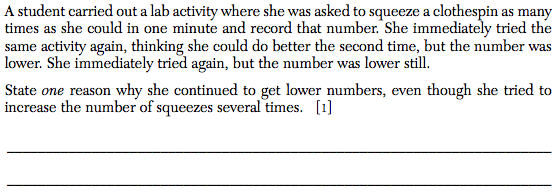 A student carried out a lab activity where she was asked to squeeze a clothespin as many
times as she could in one minute and record that number. She immediately tried the
same activity again, thinking she could do better the second time, but the number was
lower. She immediately tried again, but the number was lower still.
State one reason why she continued to get lower numbers, even though she tried to
increase the number of squeezes several times. [1]